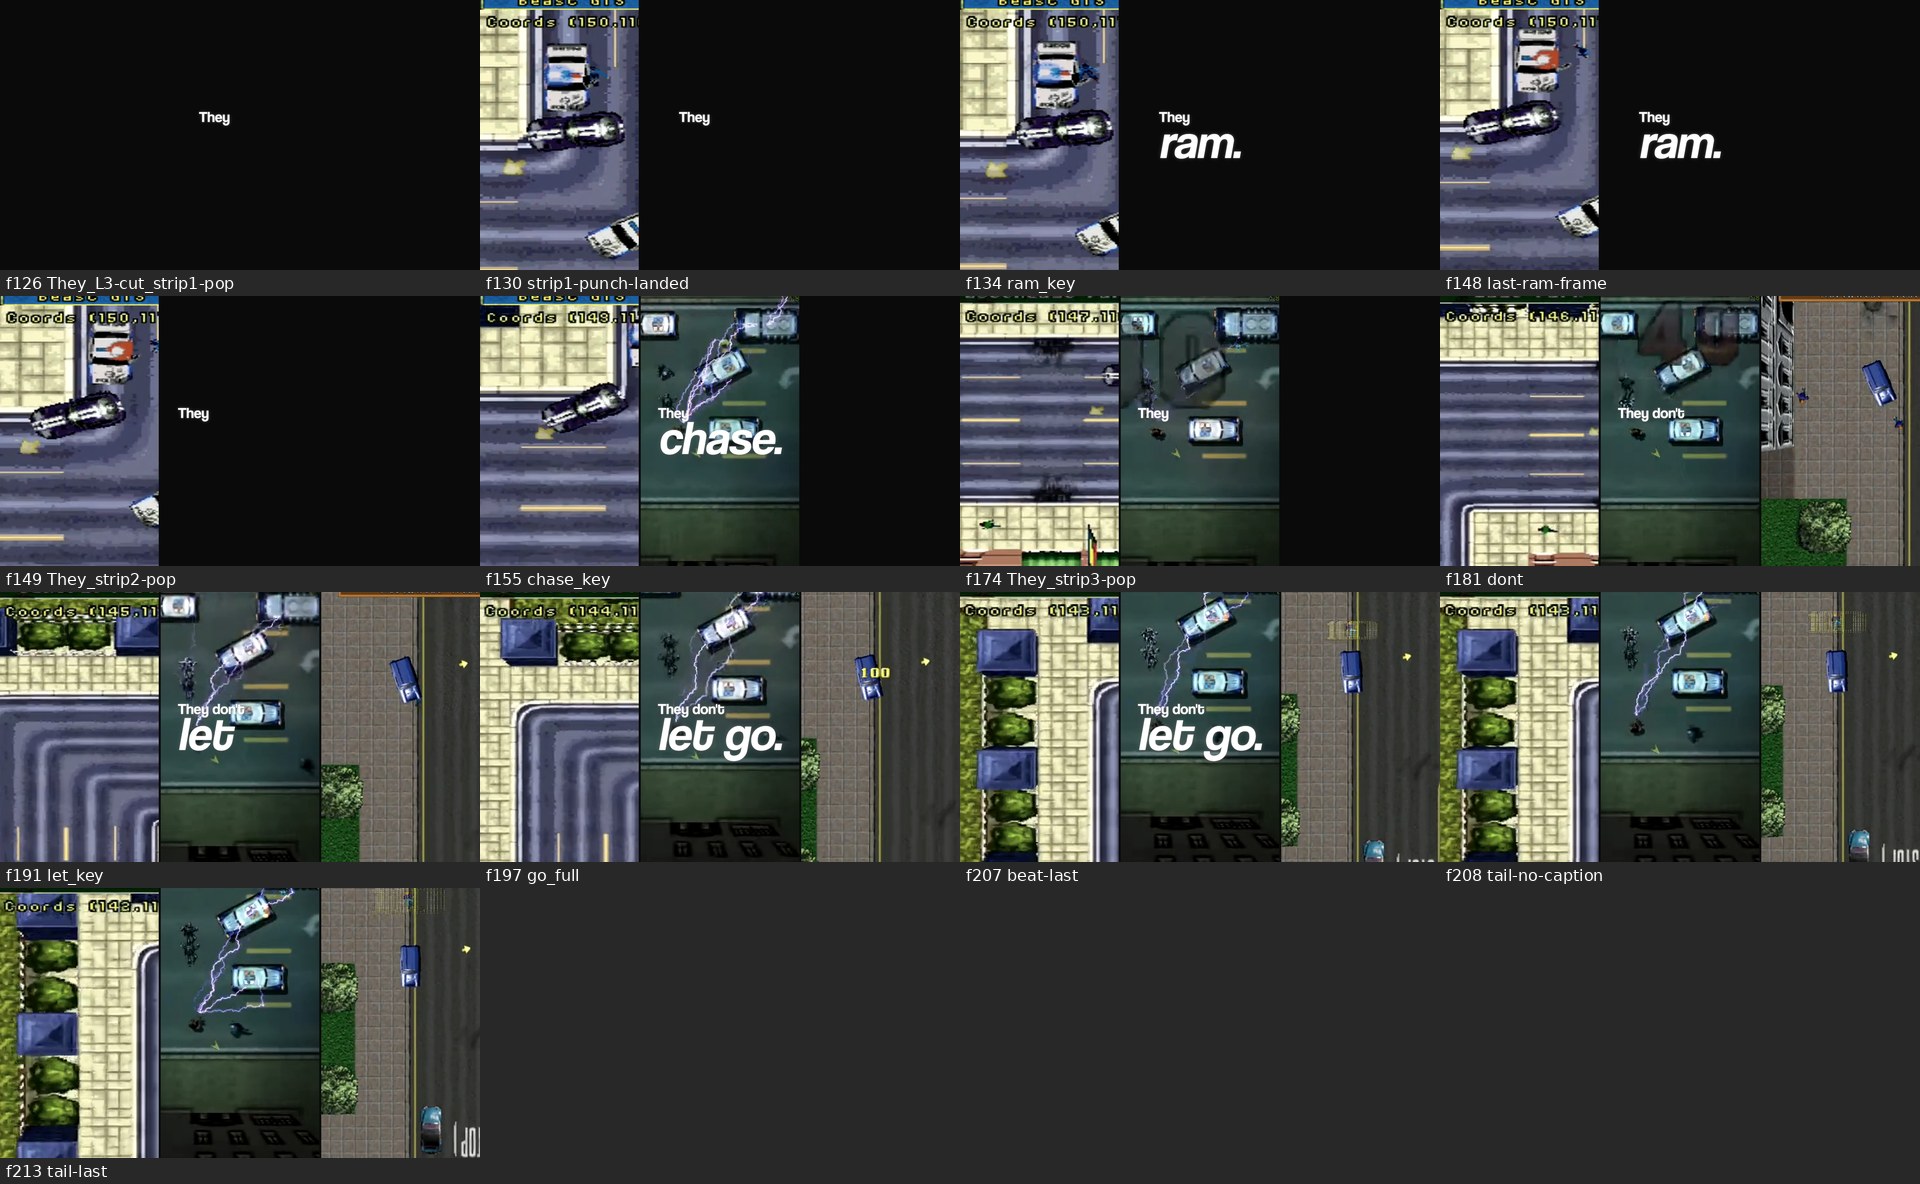 They
f126 They_L3-cut_strip1-pop
Coords (150,11
They
f130 strip1-punch-landed
Coords (150,11
They
ram.
f134 ram_key
Coords (150,11
They
ram.
f148 last-ram-frame
Coords (150,11
They
f149 They_strip2-pop
Coords (148,11
They
chase.
f155 chase_key
Coords (147,11
They
f174 They_strip3-pop
Coords (146,11
They don't
f181 dont
Coords (145,11
They don't
let
f191 let_key
Coords (144,11
100
They don't
let go.
f197 go_full
Coords (143,11
They don't
let go.
f207 beat-last
Coords (143,11
f208 tail-no-caption
Coords (143,11
f213 tail-last